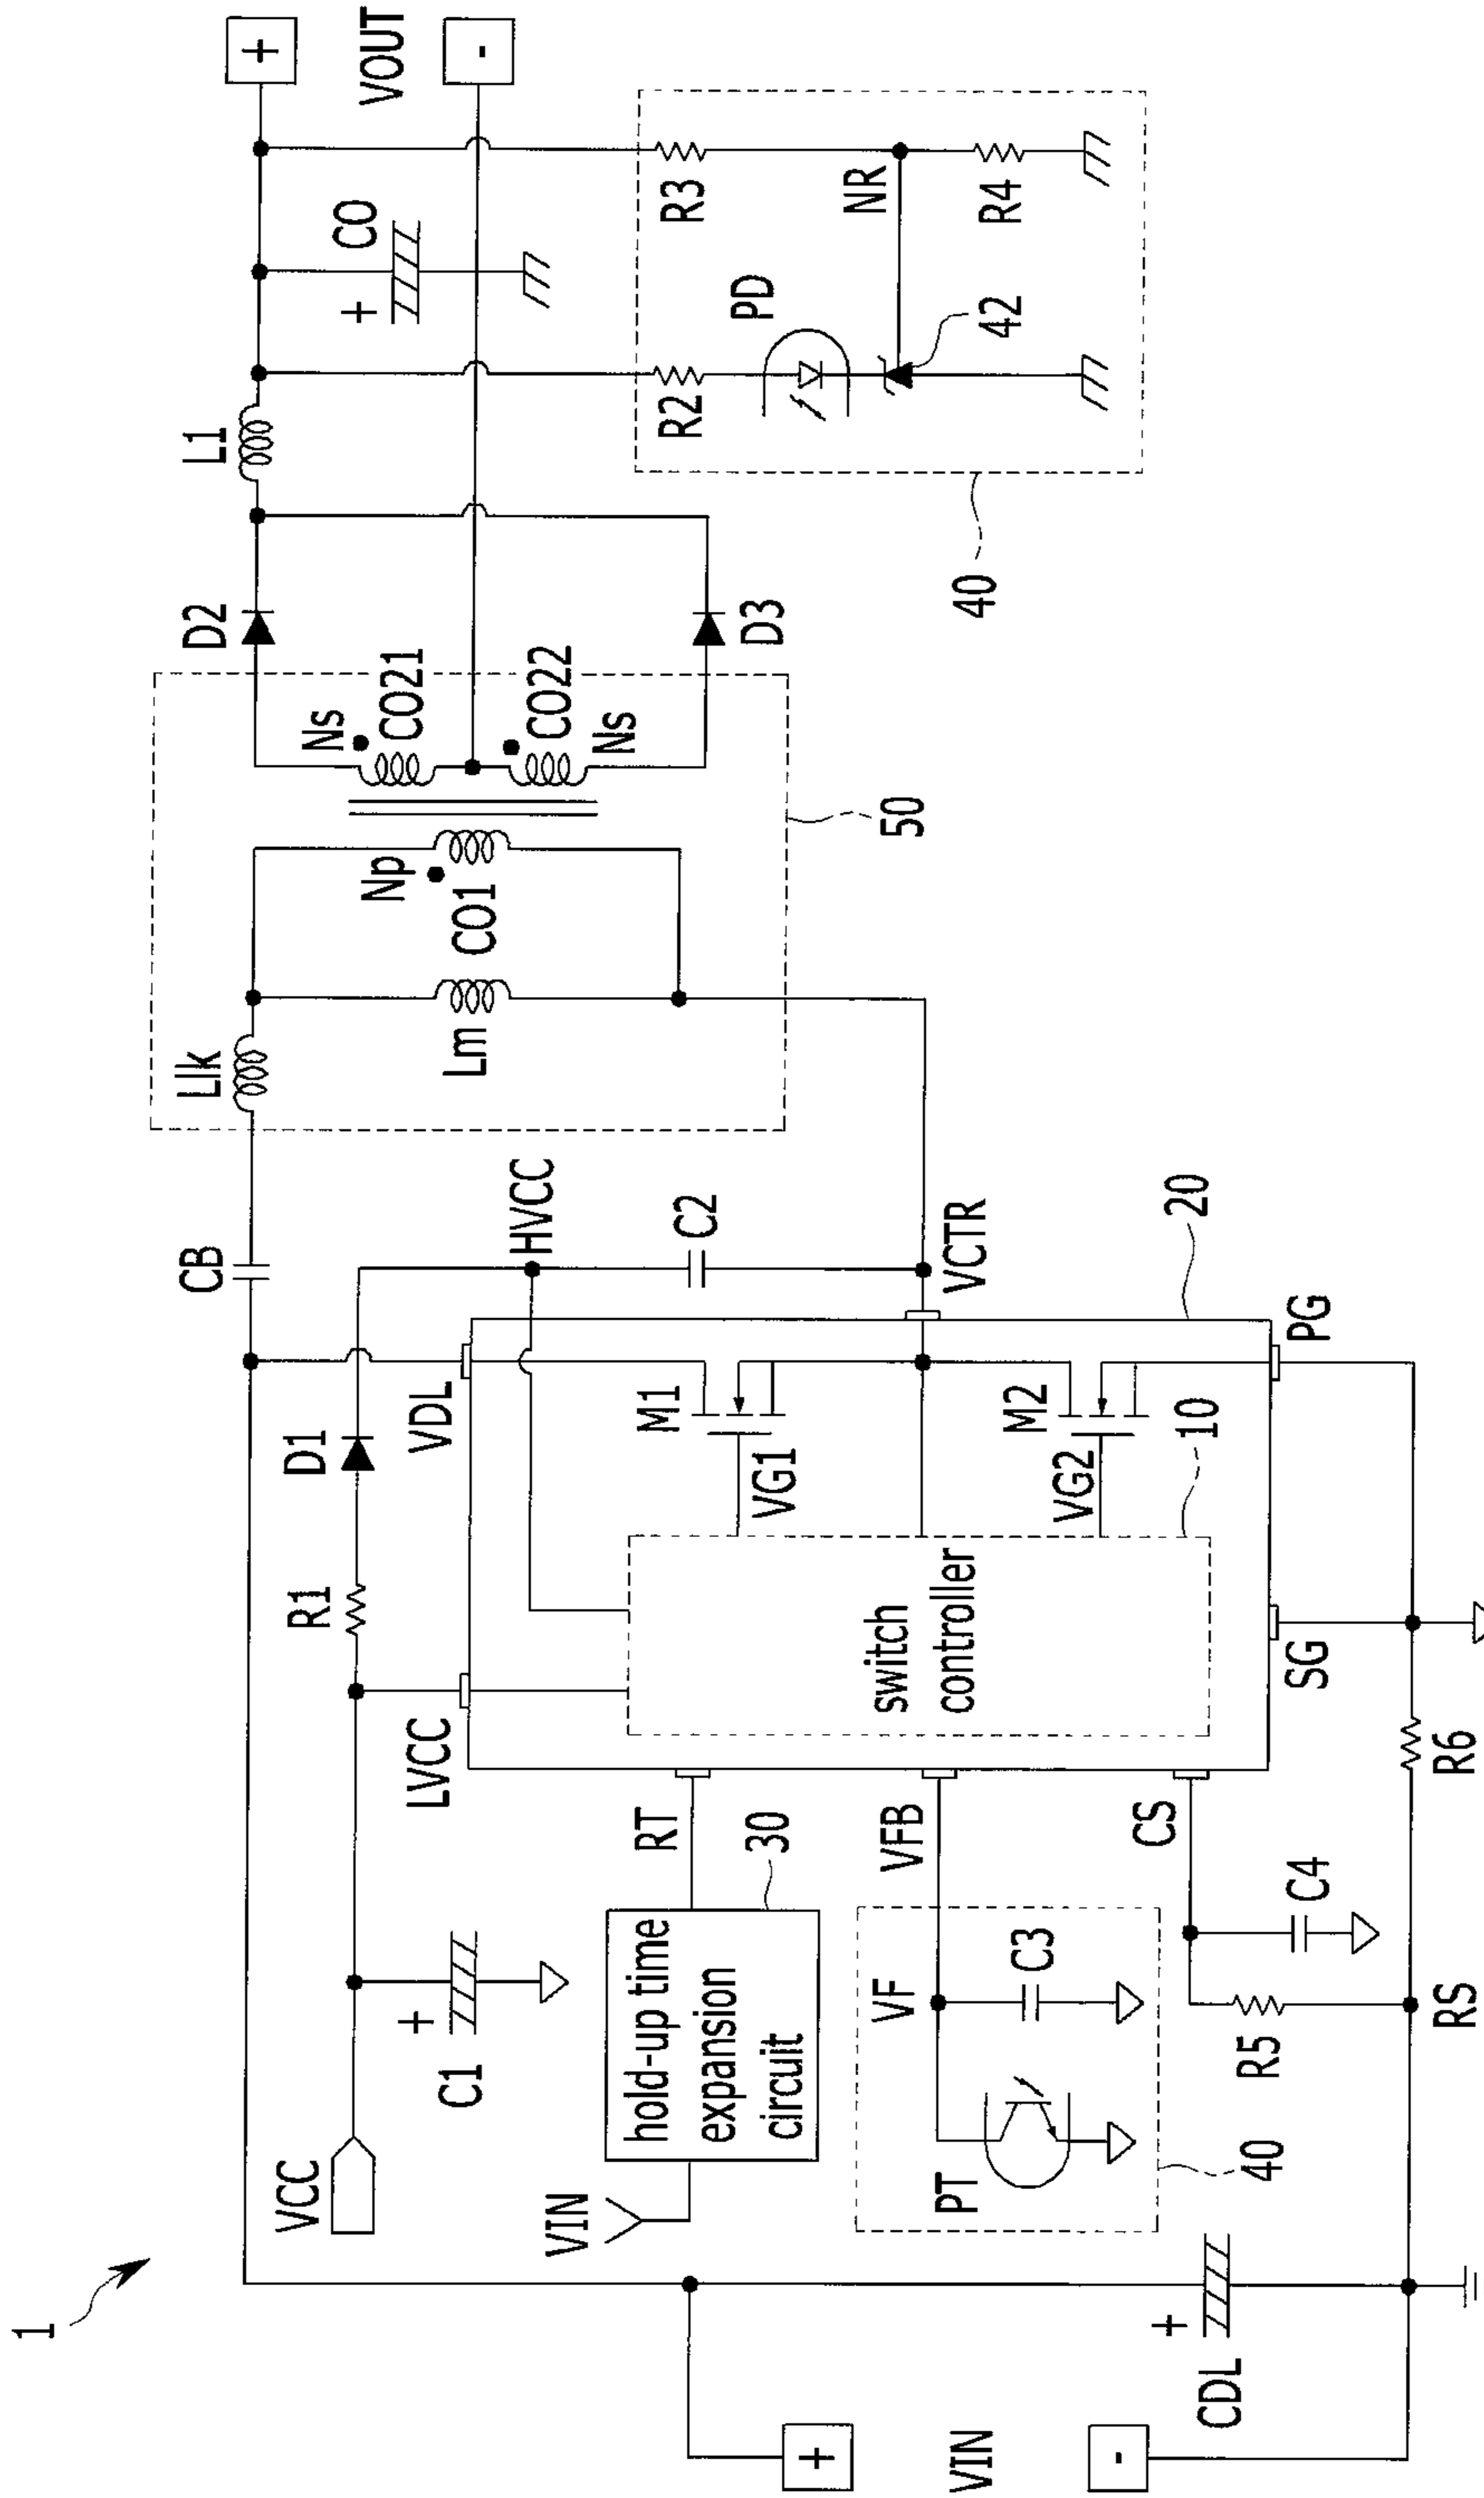 1
VCC
C1
+
LVCC
R1
D1
VDL
HVCC
C2
CB
Llk
Lm
Np
CO1
Ns
CO21
CO22
Ns
50
D2
D3
L1
+
CO
+
VOUT
-
R2
PD
42
R3
NR
R4
40
VIN
hold-up time
expansion
circuit
30
RT
VF
VFB
PT
C3
40
CS
C4
R5
RS
R6
switch
controller
10
M1
VG1
M2
VG2
VCTR
20
PG
SG
+
VIN
-
+
CDL